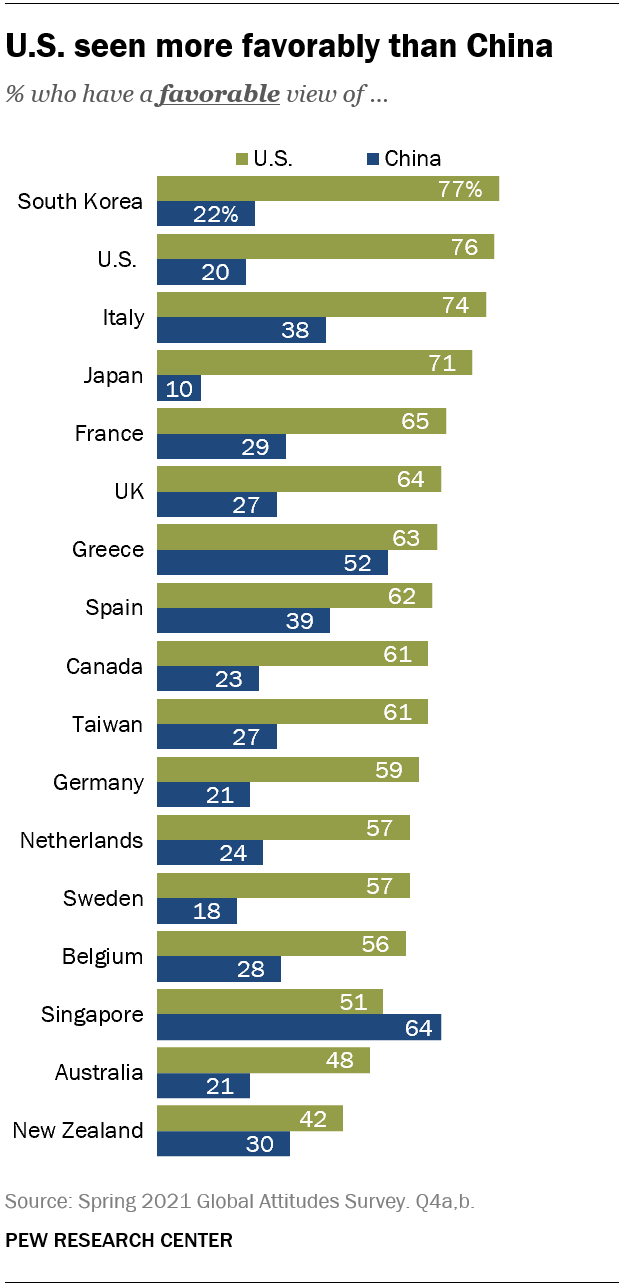 U.S. seen more favorably than China
% who have a favorable view of ...
U.S. China
South Korea 77% 22%
U.S. 76 20
Italy 74 38
Japan 71 10
France 65 29
UK 64 27
Greece 63 52
Spain 62 39
Canada 61 23
Taiwan 61 27
Germany 59 21
Netherlands 57 24
Sweden 57 18
Belgium 56 28
Singapore 51 64
Australia 48 21
New Zealand 42 30
Source: Spring 2021 Global Attitudes Survey. Q4a,b.
PEW RESEARCH CENTER